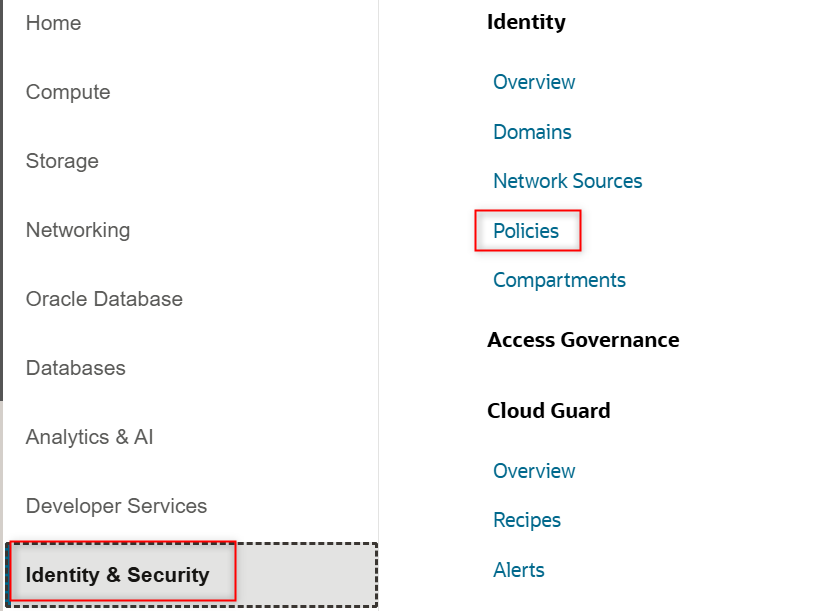 Home
Compute
Storage
Networking
Oracle Database
Databases
Analytics & AI
Developer Services
Identity & Security
Identity
Overview
Domains
Network Sources
Policies
Compartments
Access Governance
Cloud Guard
Overview
Recipes
Alerts